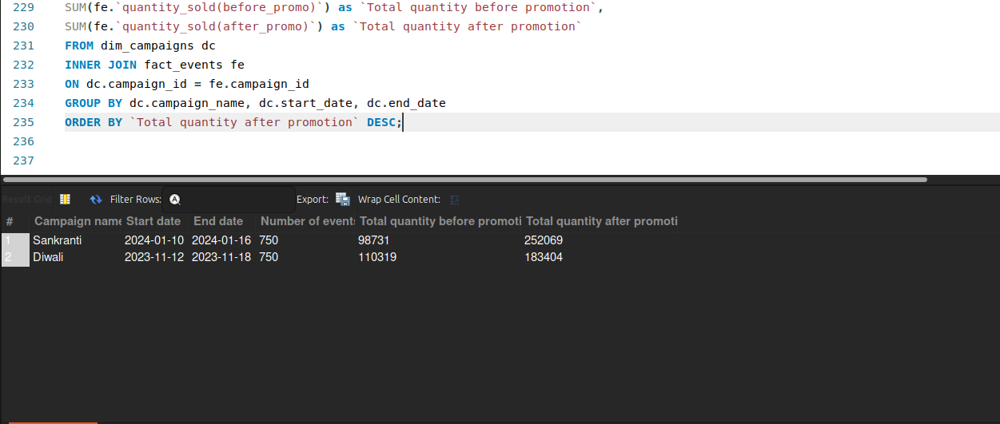 229 SUM(fe.`quantity_sold(before_promo)`) as `Total quantity before promotion`,
230 SUM(fe.`quantity_sold(after_promo)`) as `Total quantity after promotion`
231 FROM dim_campaigns dc
232 INNER JOIN fact_events fe
233 ON dc.campaign_id = fe.campaign_id
234 GROUP BY dc.campaign_name, dc.start_date, dc.end_date
235 ORDER BY `Total quantity after promotion` DESC;
236
237
Result Grid Filter Rows: A Export: Wrap Cell Content: IA
# Campaign name Start date End date Number of event Total quantity before promoti Total quantity after promoti
1 Sankranti 2024-01-10 2024-01-16 750 98731 252069
2 Diwali 2023-11-12 2023-11-18 750 110319 183404